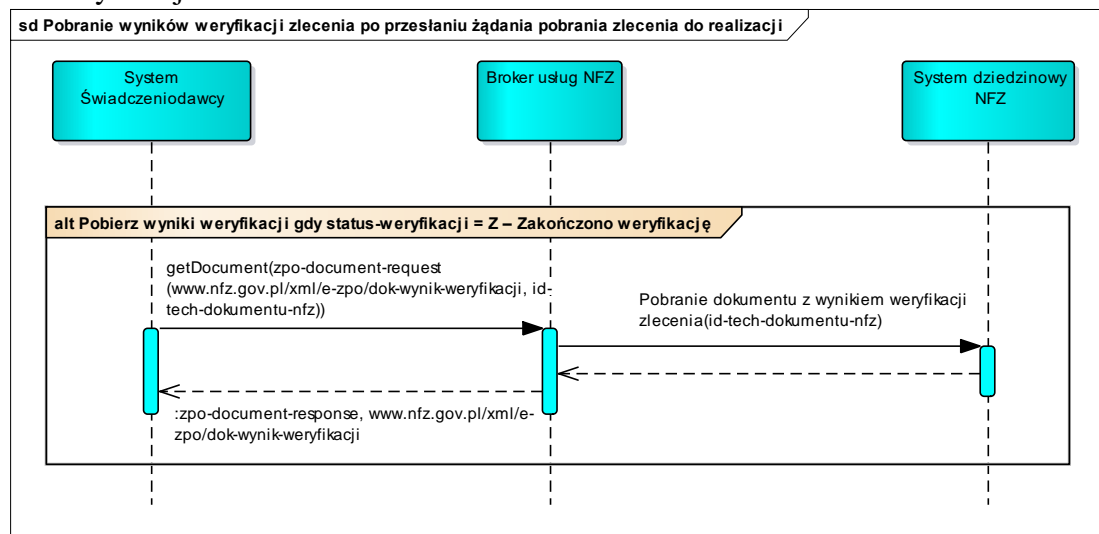 sd Pobranie wyników weryfikacji zlecenia po przesłaniu żądania pobrania zlecenia do realizacji
System
Świadczeniodawcy
Broker usług NFZ
System dziedzinowy
NFZ
alt Pobierz wyniki weryfikacji gdy status-weryfikacji = Z – Zakończono weryfikację
getDocument(zpo-document-request
(www.nfz.gov.pl/xml/e-zpo/dok-wynik-weryfikacji, id-
tech-dokumentu-nfz))
Pobranie dokumentu z wynikiem weryfikacji
zlecenia(id-tech-dokumentu-nfz)
:zpo-document-response, www.nfz.gov.pl/xml/e-
zpo/dok-wynik-weryfikacji